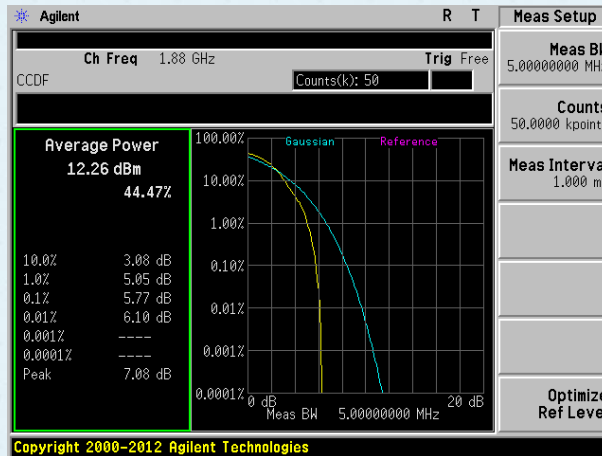 Agilent R T Meas Setup
Ch Freq 1.88 GHz Trig Free
CCDF Counts(k): 50
Meas B
5.00000000 MH
Counts
50.0000 kpoint
Meas Interva
1.000 m
Optimize
Ref Leve
Average Power
12.26 dBm
44.47%
10.0% 3.08 dB
1.0% 5.05 dB
0.1% 5.77 dB
0.01% 6.10 dB
0.001% ----
0.0001% ----
Peak 7.08 dB
Gaussian Reference
100.00%
10.00%
1.00%
0.10%
0.01%
0.001%
0.0001%
0 dB 20 dB
Meas BW 5.00000000 MHz
Copyright 2000-2012 Agilent Technologies